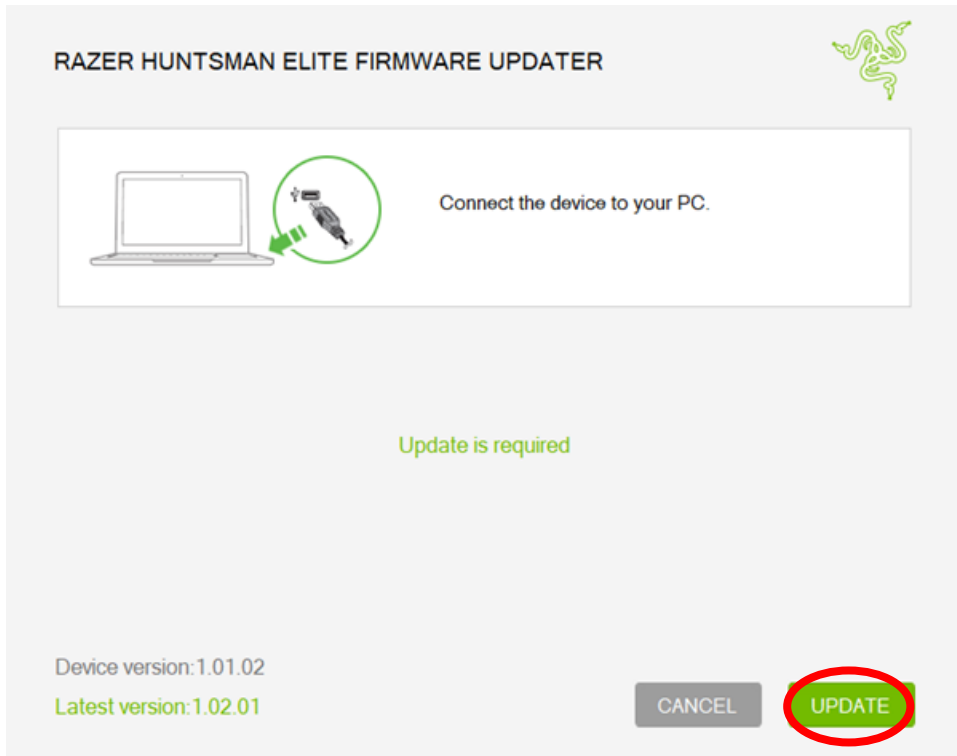 RAZER HUNTSMAN ELITE FIRMWARE UPDATER
Connect the device to your PC.
Update is required
Device version:1.01.02
Latest version:1.02.01
CANCEL
UPDATE